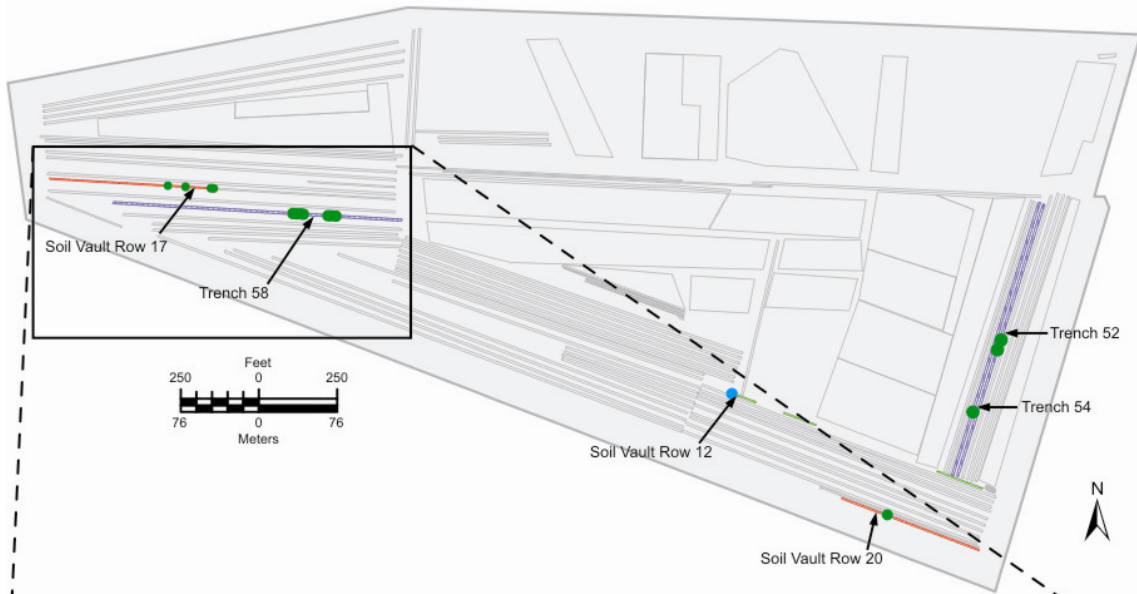 Soil Vault Row 17
Trench 58
Feet
250 0 250
76 0 76
Meters
Trench 52
Trench 54
Soil Vault Row 12
N
Soil Vault Row 20